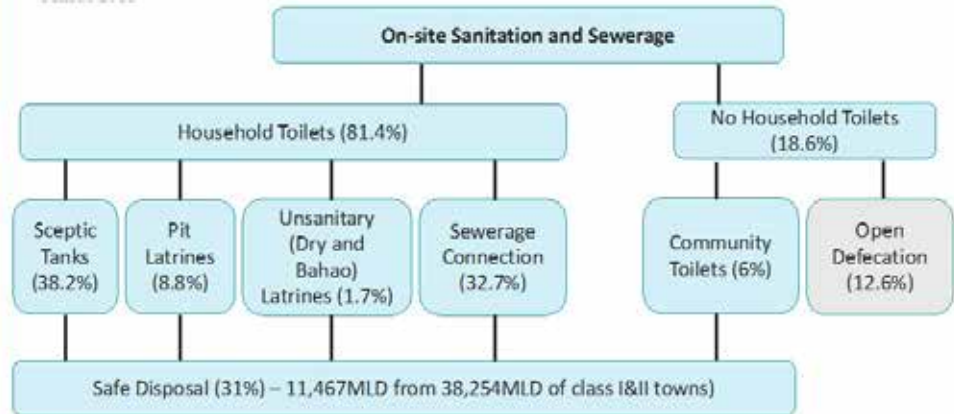 On-site Sanitation and Sewerage
Household Toilets (81.4%)
No Household Toilets
(18.6%)
Sceptic
Tanks
(38.2%)
Pit
Latrines
(8.8%)
Unsanitary
(Dry and
Bahao)
Latrines (1.7%)
Sewerage
Connection
(32.7%)
Community
Toilets (6%)
Open
Defecation
(12.6%)
Safe Disposal (31%) – 11,467MLD from 38,254MLD of class I&II towns)